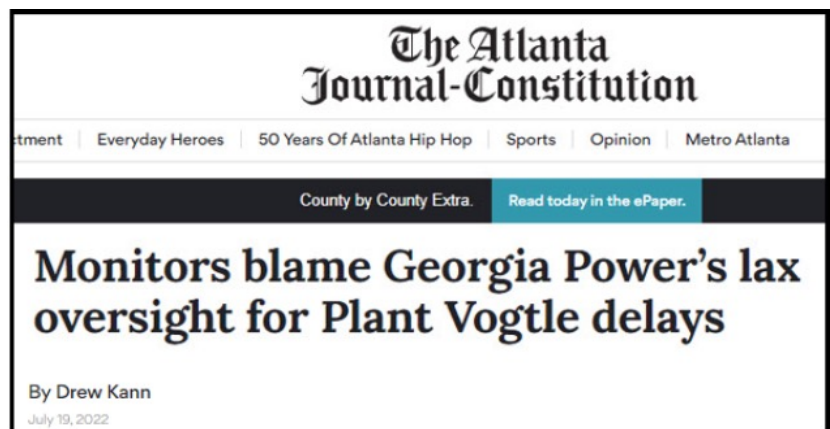 The Atlanta
Journal-Constitution
Everyday Heroes 50 Years Of Atlanta Hip Hop Sports Opinion Metro Atlanta
County by County Extra. Read today in the ePaper.
Monitors blame Georgia Power’s lax
oversight for Plant Vogtle delays
By Drew Kann
July 19, 2022